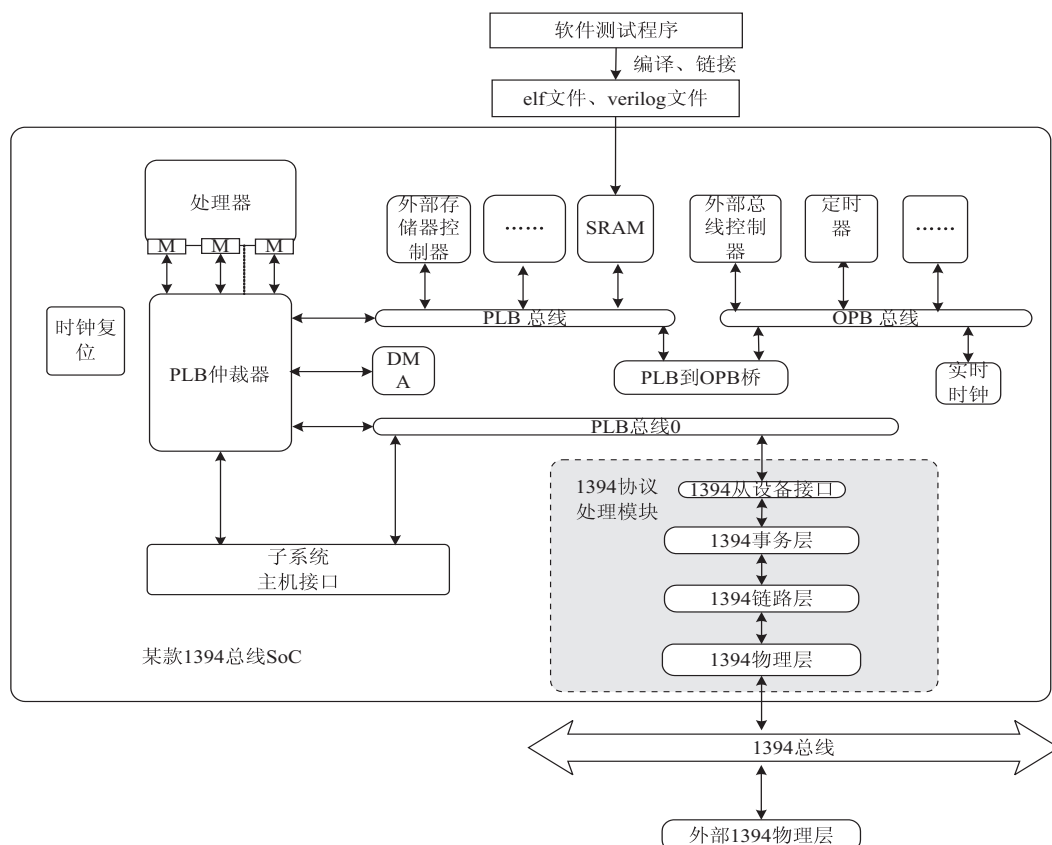 软件测试程序
编译、链接
elf文件、verilog文件
处理器
M
M
M
外部存
储器控
制器
……
SRAM
外部总
线控制
器
定时
器
……
时钟复
位
PLB仲裁器
PLB 总线
OPB 总线
DM
A
PLB到OPB桥
实时
时钟
PLB总线0
1394协议
处理模块
1394从设备接口
1394事务层
1394链路层
1394物理层
子系统
主机接口
某款1394总线SoC
1394总线
外部1394物理层